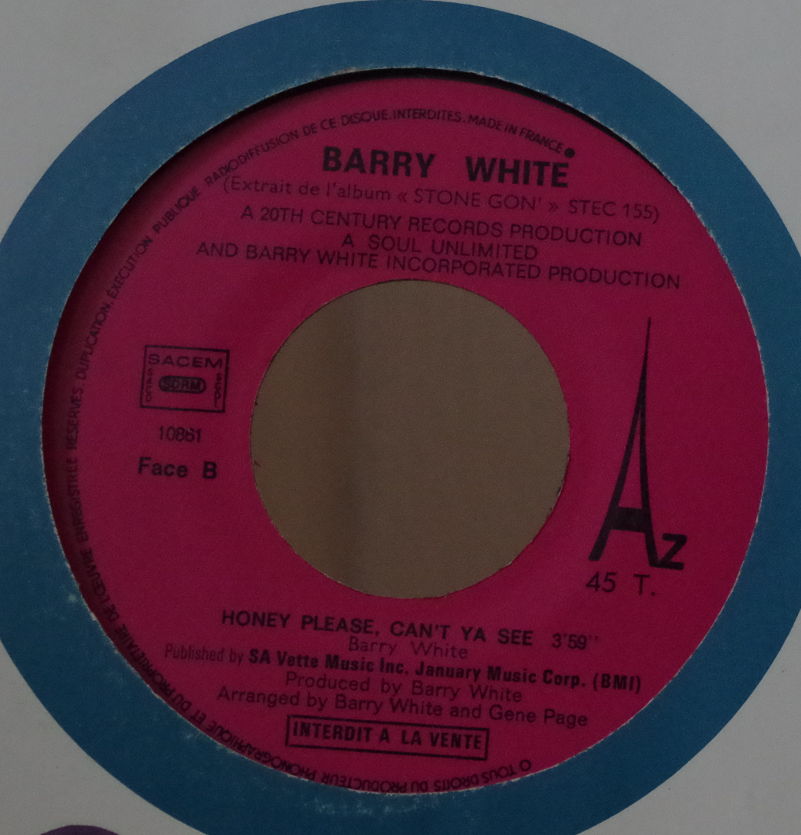 TOUS DROITS DU PRODUCTEUR PHONOGRAPHIQUE ET DU PROPRIÉTAIRE DE L'ŒUVRE ENREGISTRÉE RÉSERVÉS. DUPLICATION, EXÉCUTION PUBLIQUE RADIODIFFUSION DE CE DISQUE INTERDITES. MADE IN FRANCE
BARRY WHITE
(Extrait de l'album « STONE GON' » STEC 155)
A 20TH CENTURY RECORDS PRODUCTION
A SOUL UNLIMITED
AND BARRY WHITE INCORPORATED PRODUCTION
SACEM
SACD
SDRM
SGDL
10861
Face B
Az
45 T.
HONEY PLEASE, CAN'T YA SEE 3'59"
Barry White
Published by SA Vette Music Inc. January Music Corp. (BMI)
Produced by Barry White
Arranged by Barry White and Gene Page
INTERDIT A LA VENTE